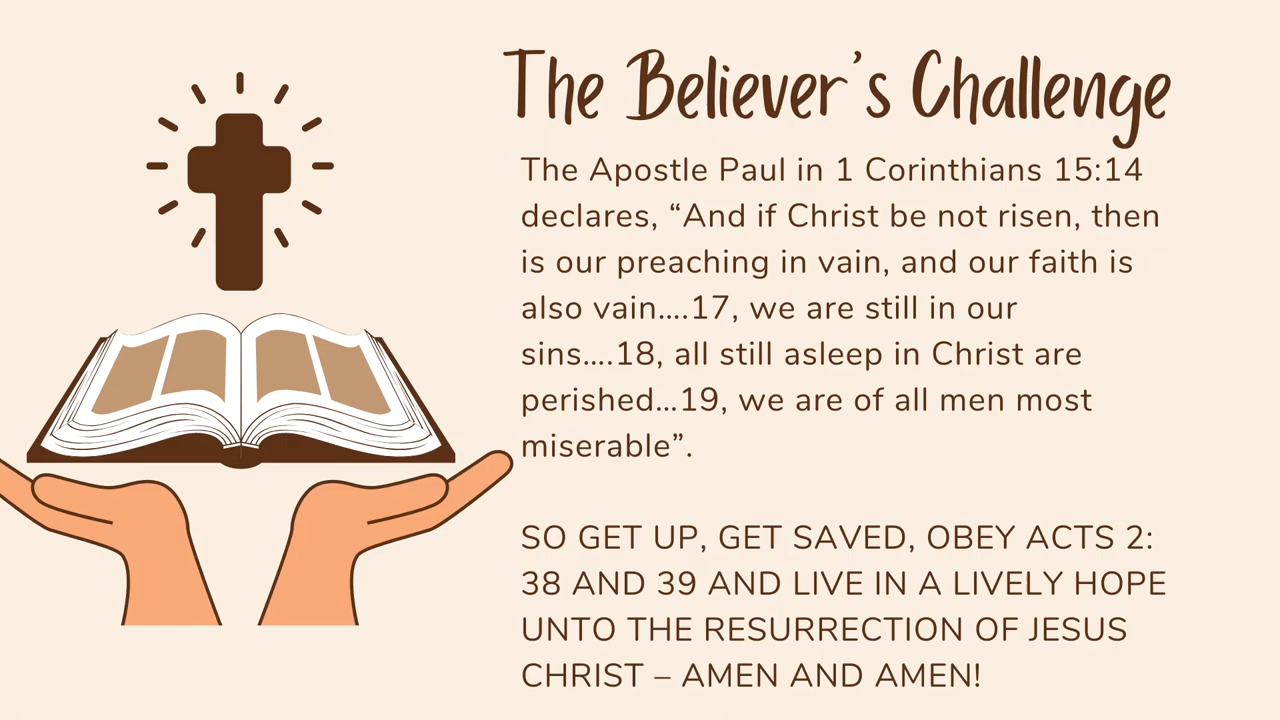 The Believer's Challenge
The Apostle Paul in 1 Corinthians 15:14
declares, “And if Christ be not risen, then
is our preaching in vain, and our faith is
also vain....17, we are still in our
sins....18, all still asleep in Christ are
perished...19, we are of all men most
miserable”.
SO GET UP, GET SAVED, OBEY ACTS 2:
38 AND 39 AND LIVE IN A LIVELY HOPE
UNTO THE RESURRECTION OF JESUS
CHRIST – AMEN AND AMEN!